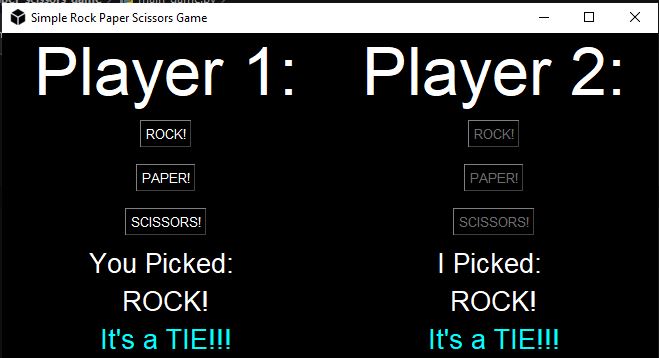 Simple Rock Paper Scissors Game
Player 1:
ROCK!
PAPER!
SCISSORS!
You Picked:
ROCK!
It's a TIE!!!
Player 2:
ROCK!
PAPER!
SCISSORS!
I Picked:
ROCK!
It's a TIE!!!